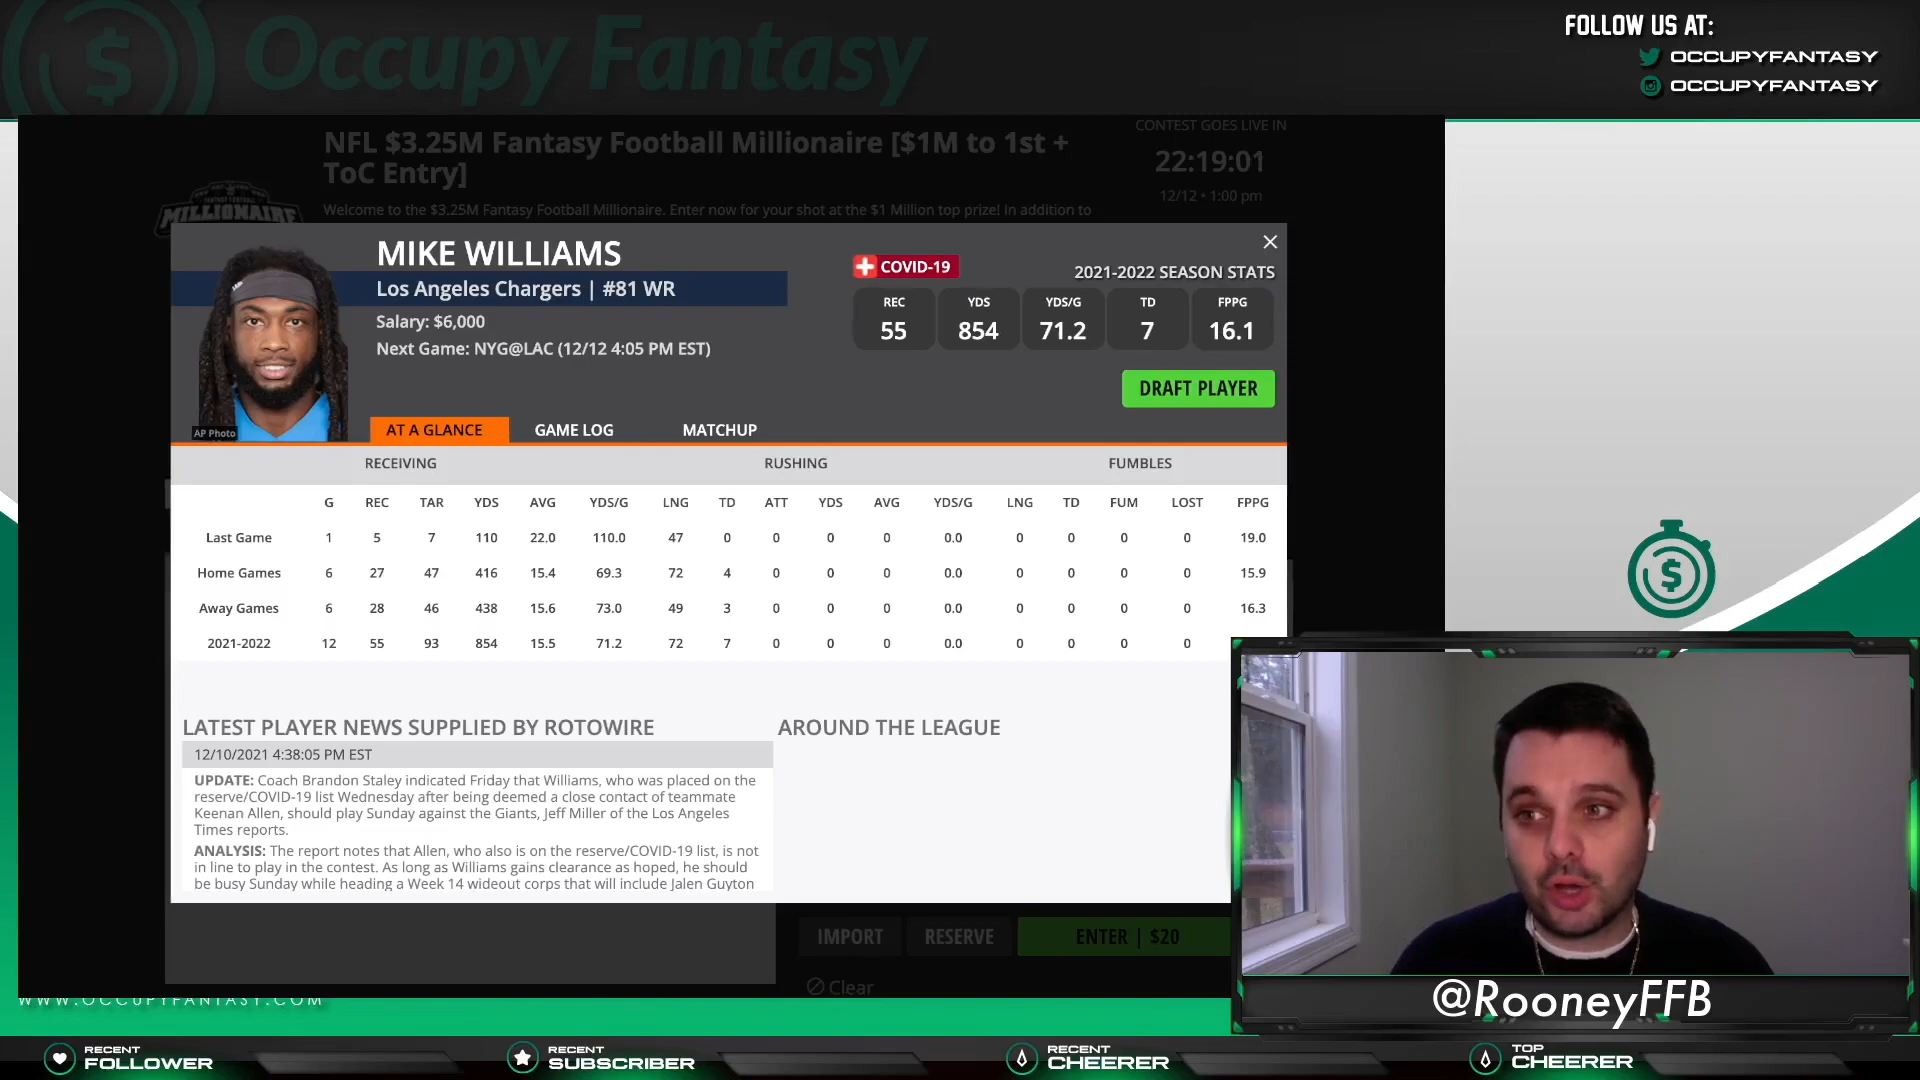 Occupy Fantasy
FOLLOW US AT:
OCCUPYFANTASY
OCCUPYFANTASY
NFL $3.25M Fantasy Football Millionaire [$1M to 1st +
ToC Entry]
CONTEST GOES LIVE IN
22:19:01
12/12 • 1:00 pm
FANTASY FOOTBALL
MILLIONAIRE
Welcome to the $3.25M Fantasy Football Millionaire. Enter now for your shot at the $1 Million top prize! In addition to
MIKE WILLIAMS
Los Angeles Chargers | #81 WR
Salary: $6,000
Next Game: NYG@LAC (12/12 4:05 PM EST)
AP Photo
COVID-19
2021-2022 SEASON STATS
REC YDS YDS/G TD FPPG
55 854 71.2 7 16.1
DRAFT PLAYER
AT A GLANCE GAME LOG MATCHUP
RECEIVING RUSHING FUMBLES
G REC TAR YDS AVG YDS/G LNG TD ATT YDS AVG YDS/G LNG TD FUM LOST FPPG
Last Game 1 5 7 110 22.0 110.0 47 0 0 0 0 0.0 0 0 0 0 19.0
Home Games 6 27 47 416 15.4 69.3 72 4 0 0 0 0.0 0 0 0 0 15.9
Away Games 6 28 46 438 15.6 73.0 49 3 0 0 0 0.0 0 0 0 0 16.3
2021-2022 12 55 93 854 15.5 71.2 72 7 0 0 0 0.0 0 0 0 0
LATEST PLAYER NEWS SUPPLIED BY ROTOWIRE
12/10/2021 4:38:05 PM EST
UPDATE: Coach Brandon Staley indicated Friday that Williams, who was placed on the
reserve/COVID-19 list Wednesday after being deemed a close contact of teammate
Keenan Allen, should play Sunday against the Giants, Jeff Miller of the Los Angeles
Times reports.
ANALYSIS: The report notes that Allen, who also is on the reserve/COVID-19 list, is not
in line to play in the contest. As long as Williams gains clearance as hoped, he should
be busy Sunday while heading a Week 14 wideout corps that will include Jalen Guyton
AROUND THE LEAGUE
IMPORT RESERVE ENTER | $20
Clear
WWW.OCCUPYFANTASY.COM
@RooneyFFB
RECENT
FOLLOWER
RECENT
SUBSCRIBER
RECENT
CHEERER
TOP
CHEERER